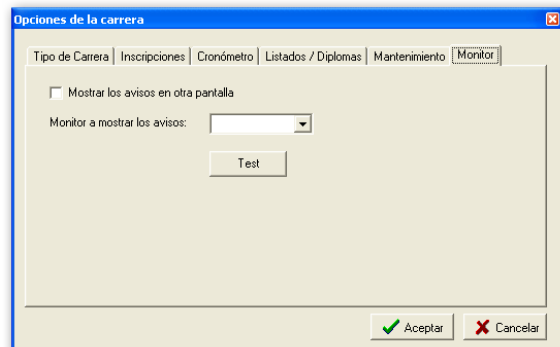 Opciones de la carrera
Tipo de Carrera Inscripciones Cronómetro Listados / Diplomas Mantenimiento Monitor
Mostrar los avisos en otra pantalla
Monitor a mostrar los avisos:
Test
Aceptar Cancelar